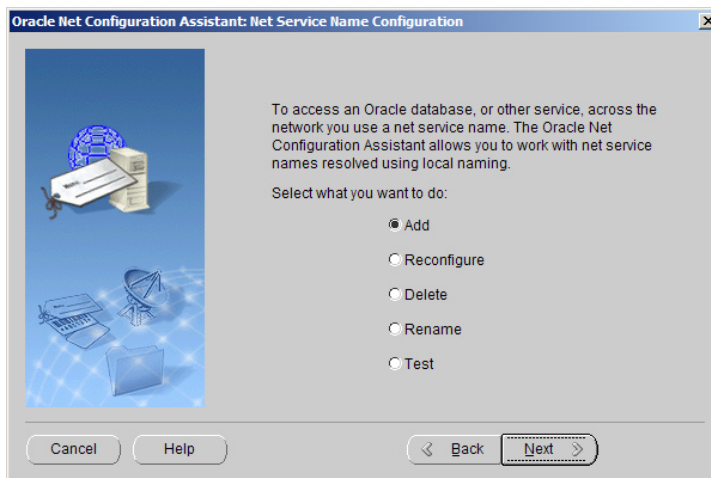 Oracle Net Configuration Assistant: Net Service Name Configuration
To access an Oracle database, or other service, across the
network you use a net service name. The Oracle Net
Configuration Assistant allows you to work with net service
names resolved using local naming.
Select what you want to do:
Add
Reconfigure
Delete
Rename
Test
Cancel
Help
Back
Next